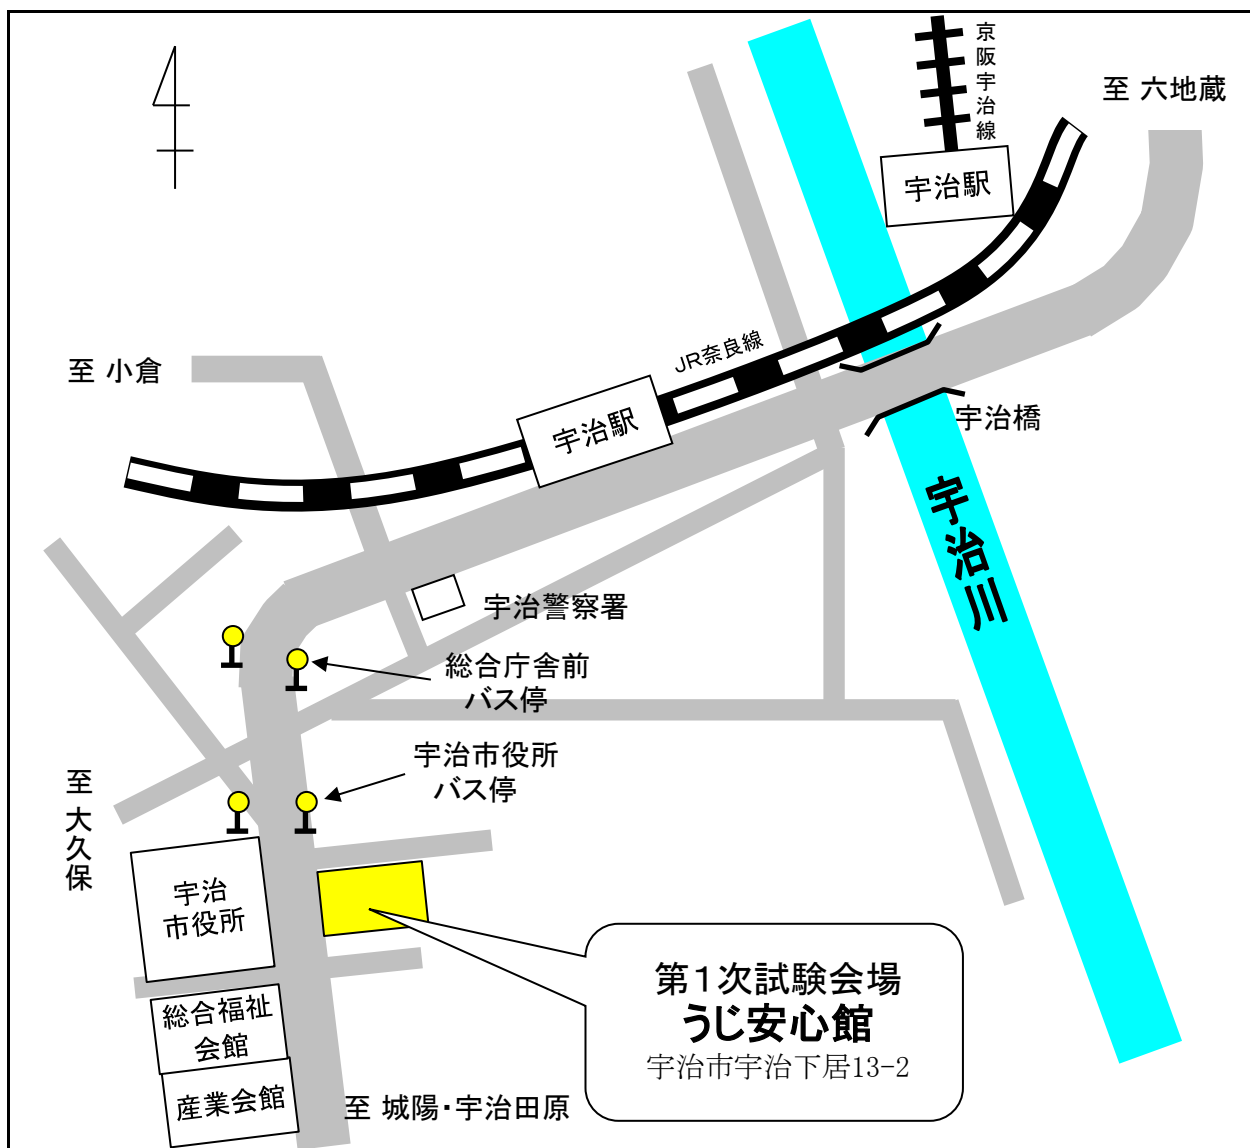 京阪宇治線
至 六地蔵
宇治駅
JR奈良線
至 小倉
宇治駅
宇治橋
宇治川
宇治警察署
総合庁舎前
バス停
宇治市役所
バス停
至 大久保
宇治
市役所
第1次試験会場
うじ安心館
宇治市宇治下居13-2
総合福祉
会館
産業会館
至 城陽・宇治田原